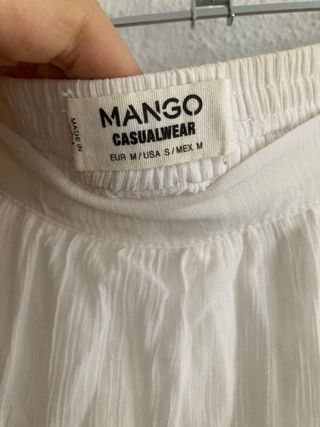 MANGO
CASUALWEAR
EUR M / USA S / MEX M
MADE IN